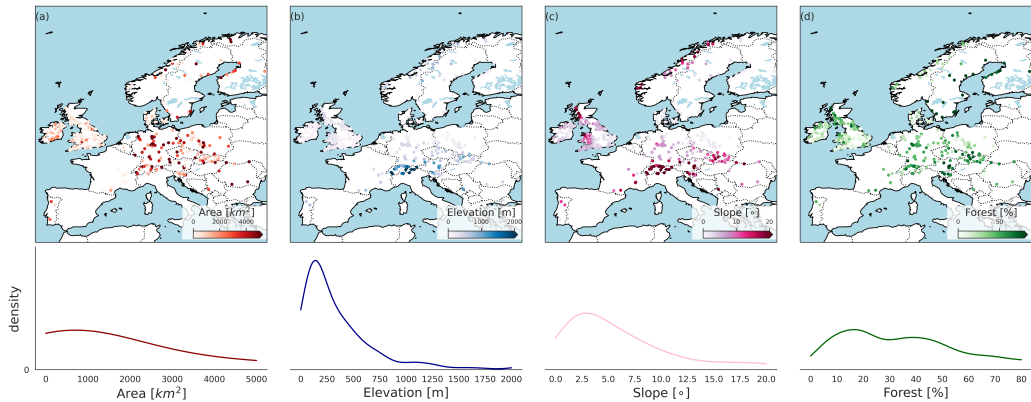 (a)
(b)
(c)
(d)
Area [km²]
0 2000 4000
Elevation [m]
0 1000 2000
Slope [∘]
0 10 20
Forest [%]
0 50
density
0
0 1000 2000 3000 4000 5000
Area [km²]
0 250 500 750 1000 1250 1500 1750 2000
Elevation [m]
0.0 2.5 5.0 7.5 10.0 12.5 15.0 17.5 20.0
Slope [∘]
0 10 20 30 40 50 60 70 80
Forest [%]